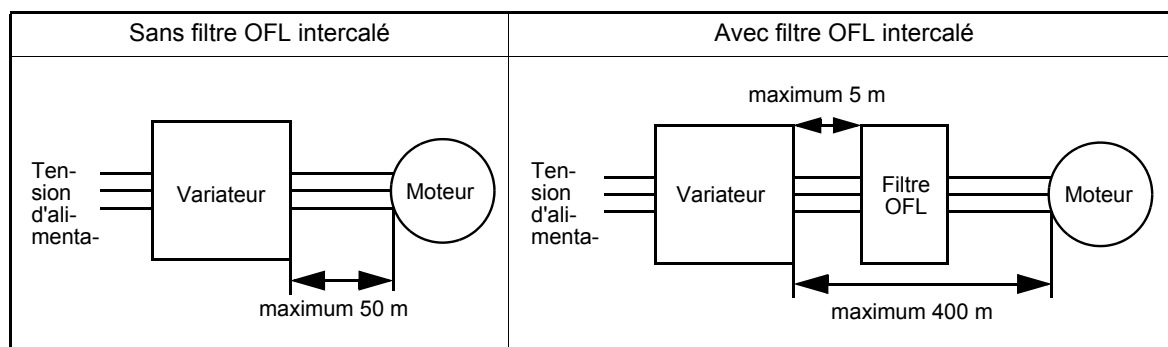 Sans filtre OFL intercalé
Ten-
sion
d'ali-
menta-
Variateur
Moteur
maximum 50 m
Avec filtre OFL intercalé
maximum 5 m
Ten-
sion
d'ali-
menta-
Variateur
Filtre
OFL
Moteur
maximum 400 m